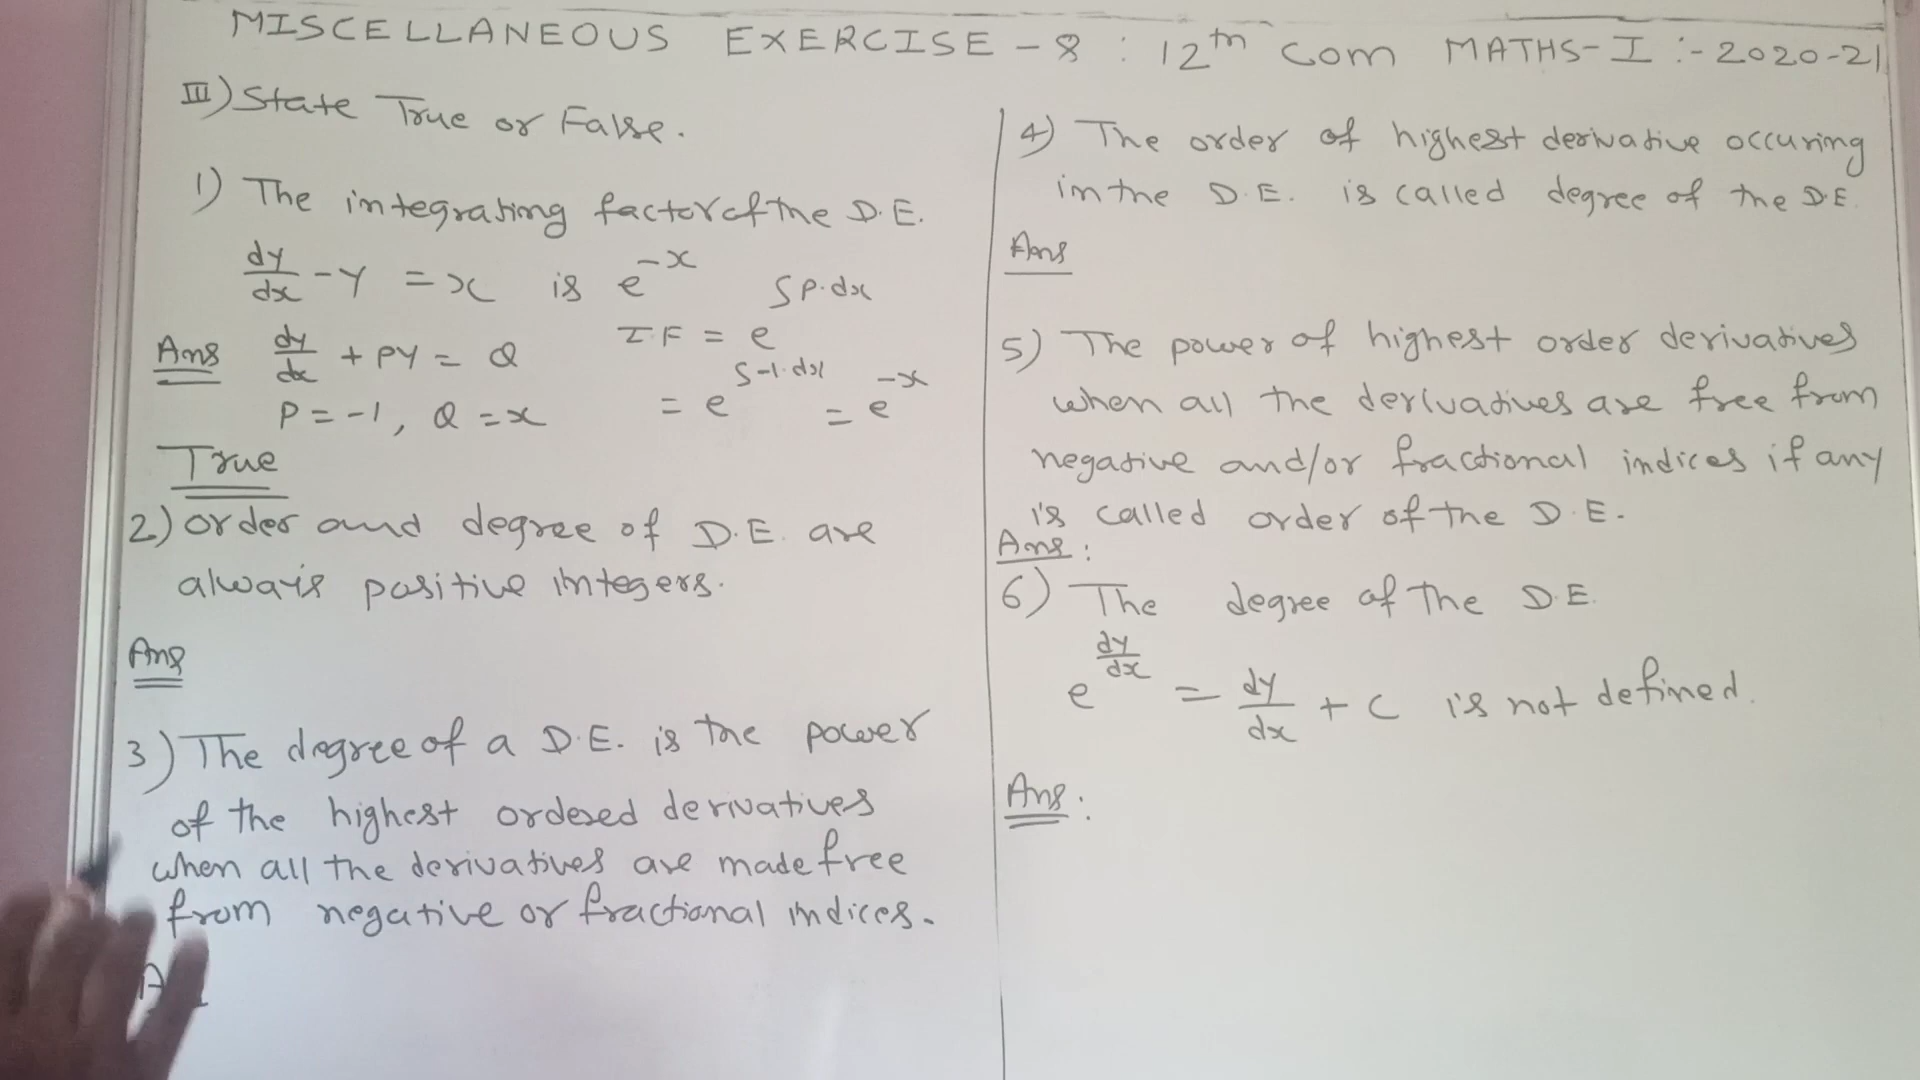 MISCELLANEOUS EXERCISE - 8 : 12th Com MATHS-I :- 2020-21
III) State True or False.
1) The integrating factor of the D.E.
dy/dx - y = x is e^-x
Ans dy/dx + Py = Q
P = -1, Q = x
IF = e^∫P.dx
= e^∫-1.dx = e^-x
True
2) order and degree of D.E. are
always positive integers.
Ans
3) The degree of a D.E. is the power
of the highest ordered derivatives
when all the derivatives are made free
from negative or fractional indices.
4) The order of highest derivative occuring
in the D.E. is called degree of the D.E.
Ans
5) The power of highest order derivatives
when all the derivatives are free from
negative and/or fractional indices if any
is called order of the D.E.
Ans :
6) The degree of the D.E.
e^dy/dx = dy/dx + c is not defined.
Ans :